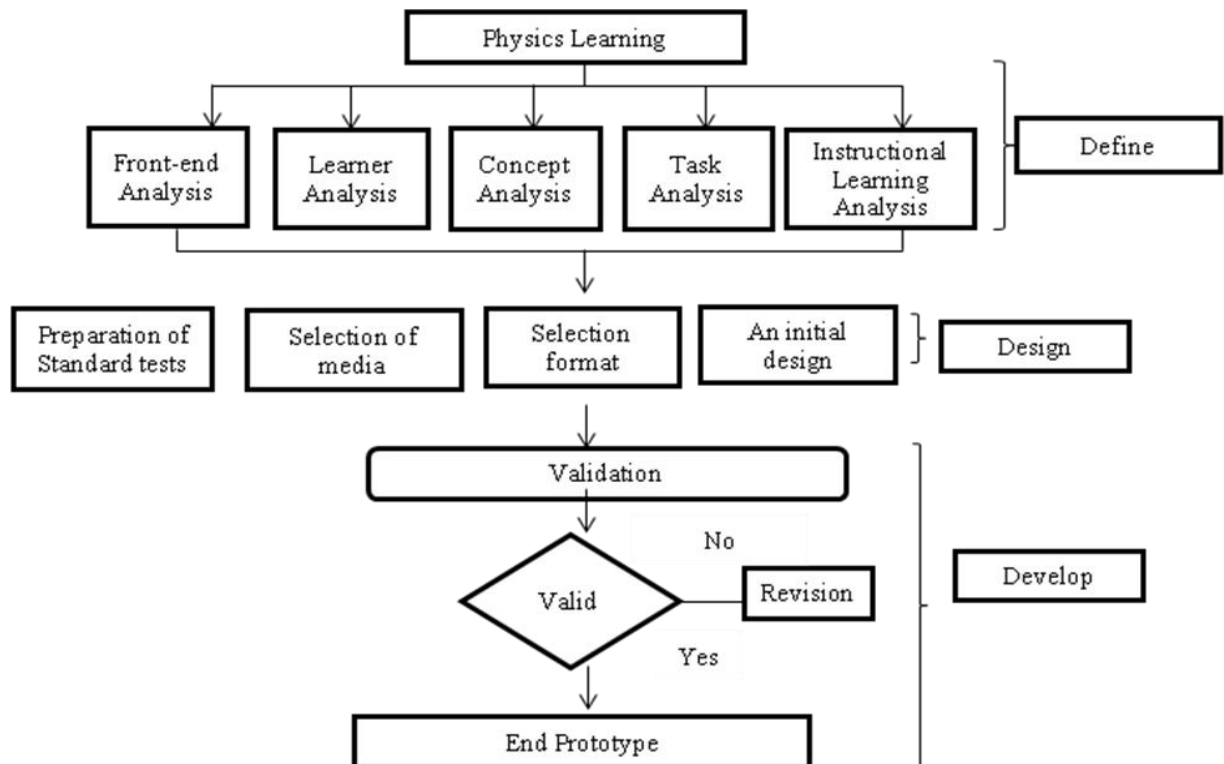 Physics Learning
Front-end
Analysis
Learner
Analysis
Concept
Analysis
Task
Analysis
Instructional
Learning
Analysis
Define
Preparation of
Standard tests
Selection of
media
Selection
format
An initial
design
Design
Validation
No
Valid
Revision
Yes
Develop
End Prototype